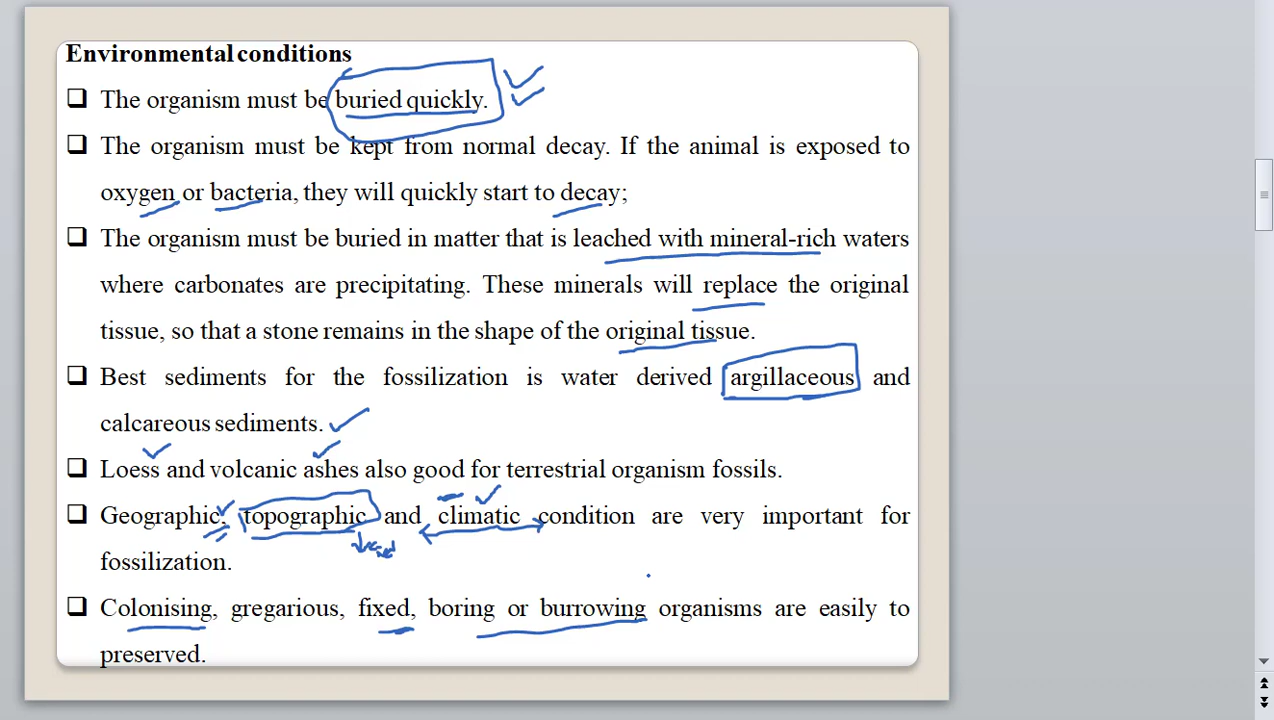 Environmental conditions
❑ The organism must be buried quickly.
❑ The organism must be kept from normal decay. If the animal is exposed to
oxygen or bacteria, they will quickly start to decay;
❑ The organism must be buried in matter that is leached with mineral-rich waters
where carbonates are precipitating. These minerals will replace the original
tissue, so that a stone remains in the shape of the original tissue.
❑ Best sediments for the fossilization is water derived argillaceous and
calcareous sediments.
❑ Loess and volcanic ashes also good for terrestrial organism fossils.
❑ Geographic, topographic and climatic condition are very important for
fossilization.
❑ Colonising, gregarious, fixed, boring or burrowing organisms are easily to
preserved.